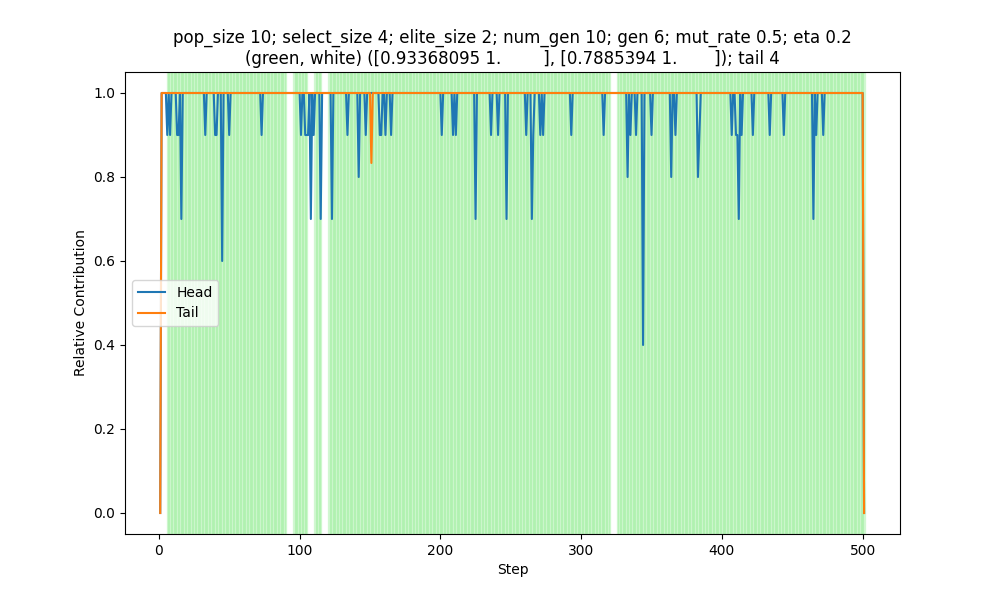 pop_size 10; select_size 4; elite_size 2; num_gen 10; gen 6; mut_rate 0.5; eta 0.2
(green, white) ([0.93368095 1.        ], [0.7885394 1.        ]); tail 4
1.0
0.8
0.6
0.4
0.2
0.0
Relative Contribution
Head
Tail
0
100
200
300
400
500
Step